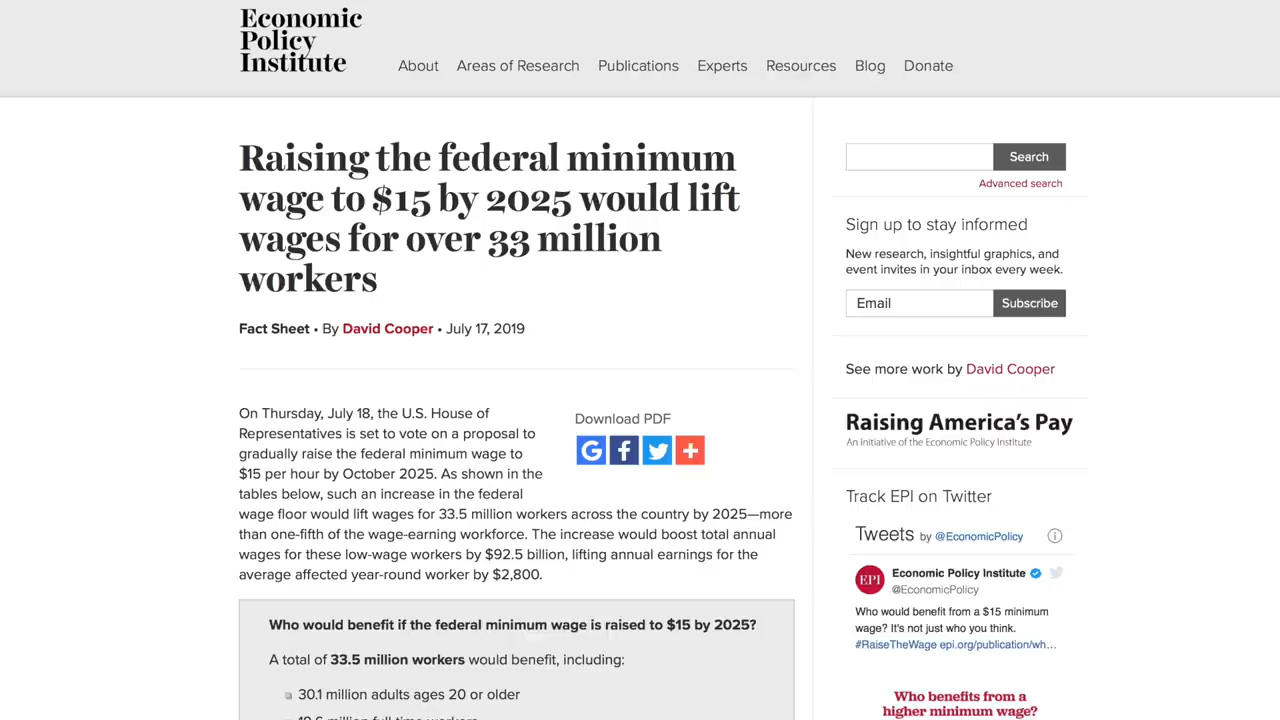 Economic
Policy
Institute
About Areas of Research Publications Experts Resources Blog Donate
Raising the federal minimum
wage to $15 by 2025 would lift
wages for over 33 million
workers
Fact Sheet • By David Cooper • July 17, 2019
On Thursday, July 18, the U.S. House of
Representatives is set to vote on a proposal to
gradually raise the federal minimum wage to
$15 per hour by October 2025. As shown in the
tables below, such an increase in the federal
wage floor would lift wages for 33.5 million workers across the country by 2025—more
than one-fifth of the wage-earning workforce. The increase would boost total annual
wages for these low-wage workers by $92.5 billion, lifting annual earnings for the
average affected year-round worker by $2,800.
Download PDF
Who would benefit if the federal minimum wage is raised to $15 by 2025?
A total of 33.5 million workers would benefit, including:
30.1 million adults ages 20 or older
19.6 million full-time workers
Search
Advanced search
Sign up to stay informed
New research, insightful graphics, and
event invites in your inbox every week.
Email Subscribe
See more work by David Cooper
Raising America's Pay
An Initiative of the Economic Policy Institute
Track EPI on Twitter
Tweets by @EconomicPolicy
EPI
Economic Policy Institute
@EconomicPolicy
Who would benefit from a $15 minimum
wage? It's not just who you think.
#RaiseTheWage epi.org/publication/wh…
Who benefits from a
higher minimum wage?